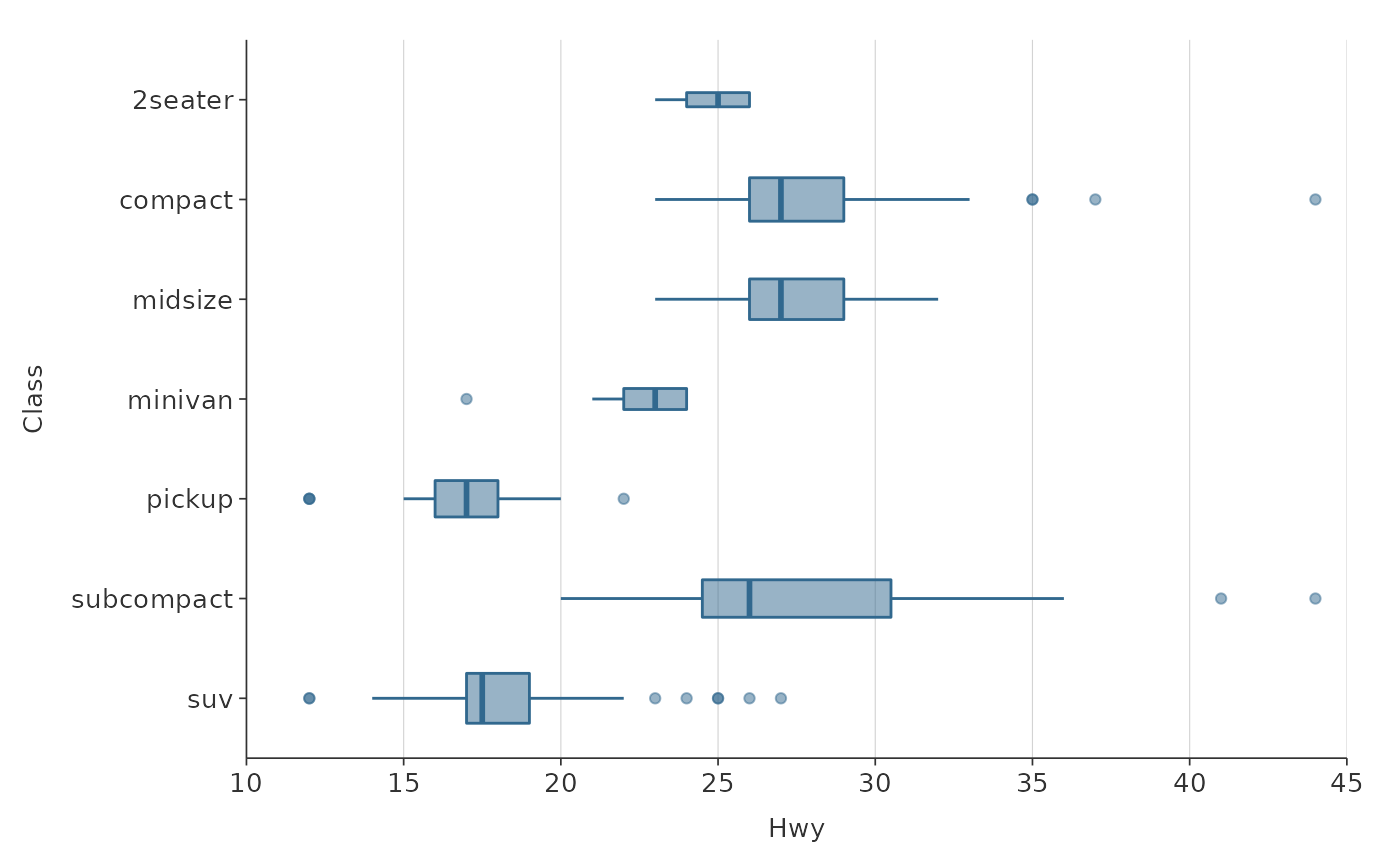 2seater
compact
midsize
minivan
Class
pickup
subcompact
suv
10 15 20 25 30 35 40 45
Hwy